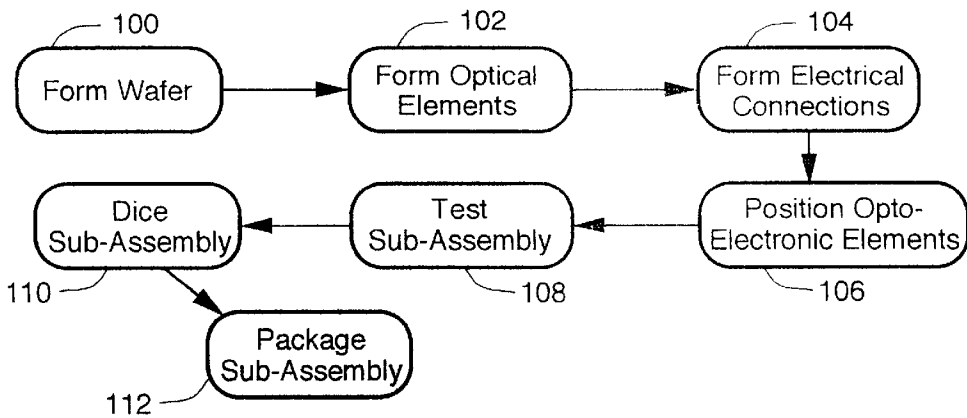 100
Form Wafer
102
Form Optical
Elements
104
Form Electrical
Connections
Position Opto-
Electronic Elements
106
Test
Sub-Assembly
108
Dice
Sub-Assembly
110
Package
Sub-Assembly
112